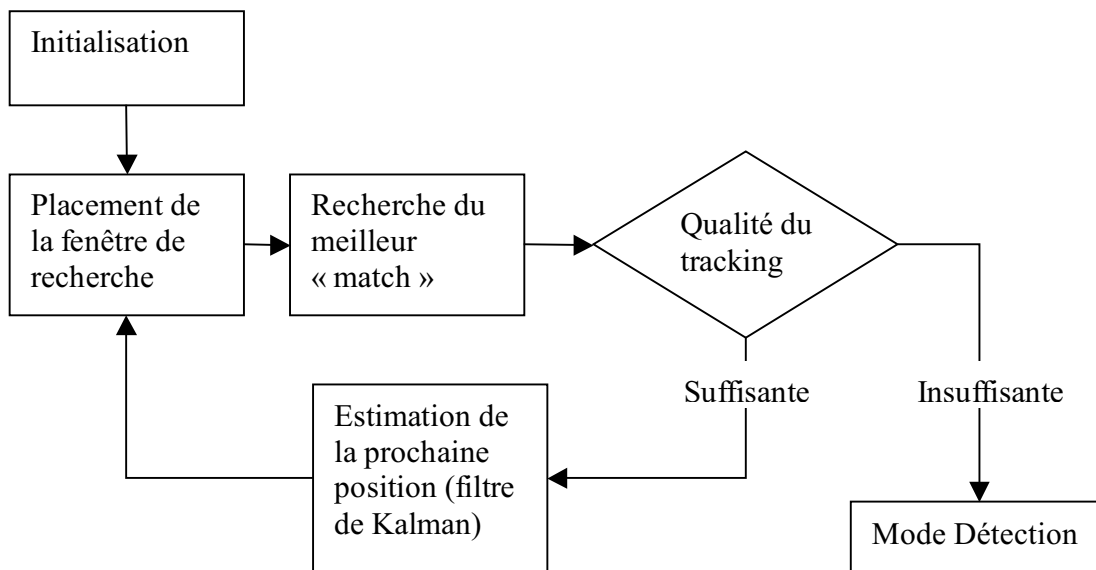 Initialisation
Placement de
la fenêtre de
recherche
Recherche du
meilleur
« match »
Qualité du
tracking
Suffisante
Insuffisante
Estimation de
la prochaine
position (filtre
de Kalman)
Mode Détection